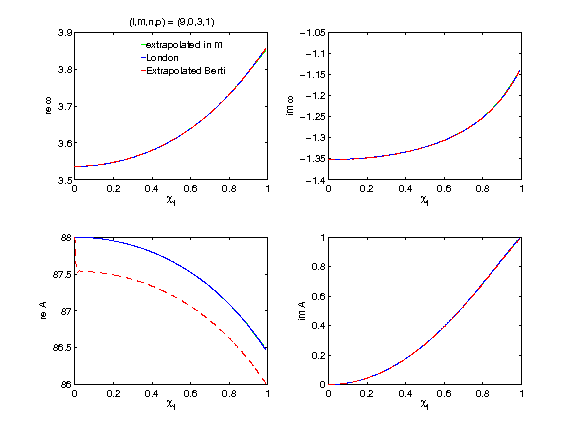 (l,m,n,p) = (9,0,3,1)
3.9
3.8
3.7
3.6
3.5
re ω
extrapolated in m
London
Extrapolated Berti
0 0.2 0.4 0.6 0.8 1
χf
−1.05
−1.1
−1.15
−1.2
−1.25
−1.3
−1.35
−1.4
im ω
0 0.2 0.4 0.6 0.8 1
χf
88
87.5
87
86.5
86
re A
0 0.2 0.4 0.6 0.8 1
χf
1
0.8
0.6
0.4
0.2
0
im A
0 0.2 0.4 0.6 0.8 1
χf